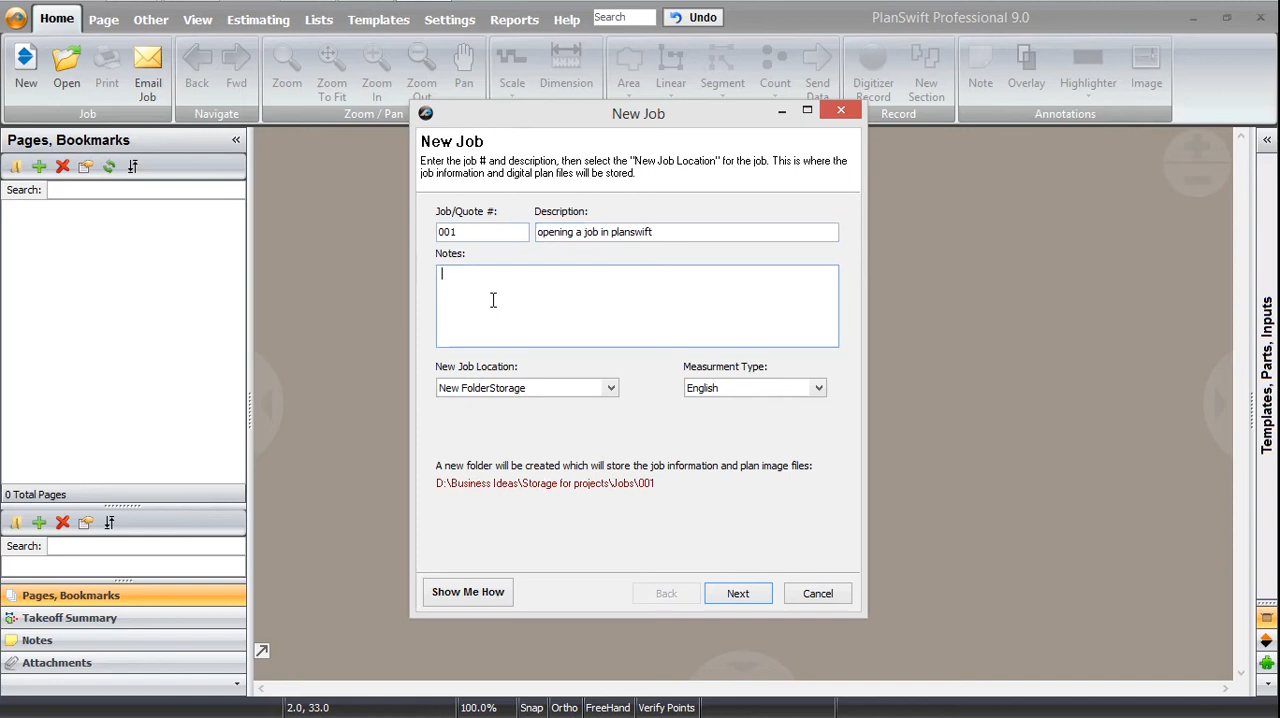 Home Page Other View Estimating Lists Templates Settings Reports Help Search Undo PlanSwift Professional 9.0
New Open Print Email Job Back Fwd Zoom Zoom To Fit Zoom In Zoom Out Pan Scale Dimension Area Linear Segment Count Send Data Digitizer Record New Section Note Overlay Highlighter Image
Job Navigate Zoom / Pan Record Annotations
Pages, Bookmarks
Search:
0 Total Pages
Search:
Pages, Bookmarks
Takeoff Summary
Notes
Attachments
New Job
New Job
Enter the job # and description, then select the "New Job Location" for the job. This is where the
job information and digital plan files will be stored.
Job/Quote #: Description:
001 opening a job in planswift
Notes:
New Job Location: Measurment Type:
New FolderStorage English
A new folder will be created which will store the job information and plan image files:
D:\Business Ideas\Storage for projects\Jobs\001
Show Me How Back Next Cancel
Templates, Parts, Inputs
2.0, 33.0 100.0% Snap Ortho FreeHand Verify Points